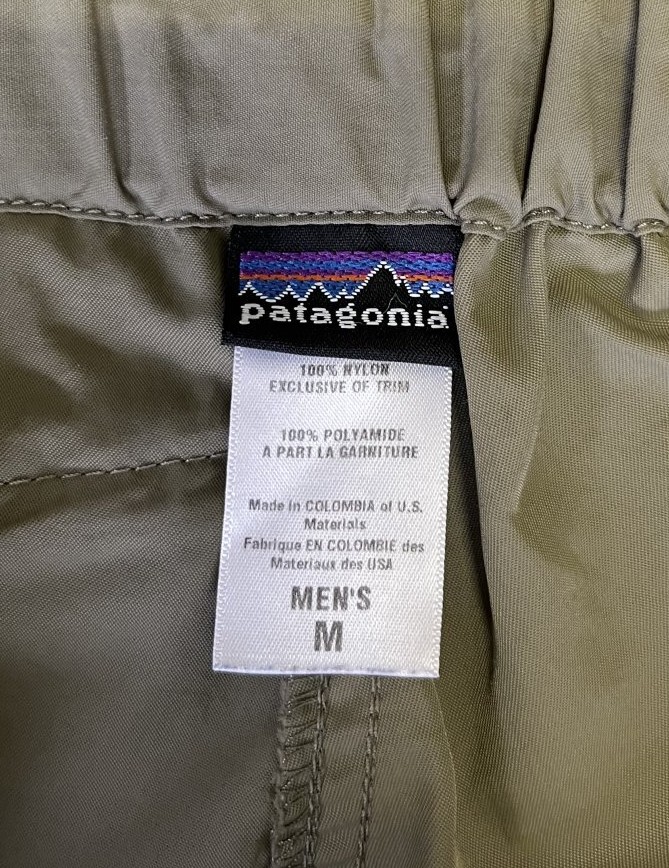 patagonia
100% NYLON
EXCLUSIVE OF TRIM
100% POLYAMIDE
A PART LA GARNITURE
Made in COLOMBIA of U.S.
Materials
Fabrique EN COLOMBIE des
Materiaux des USA
MEN'S
M